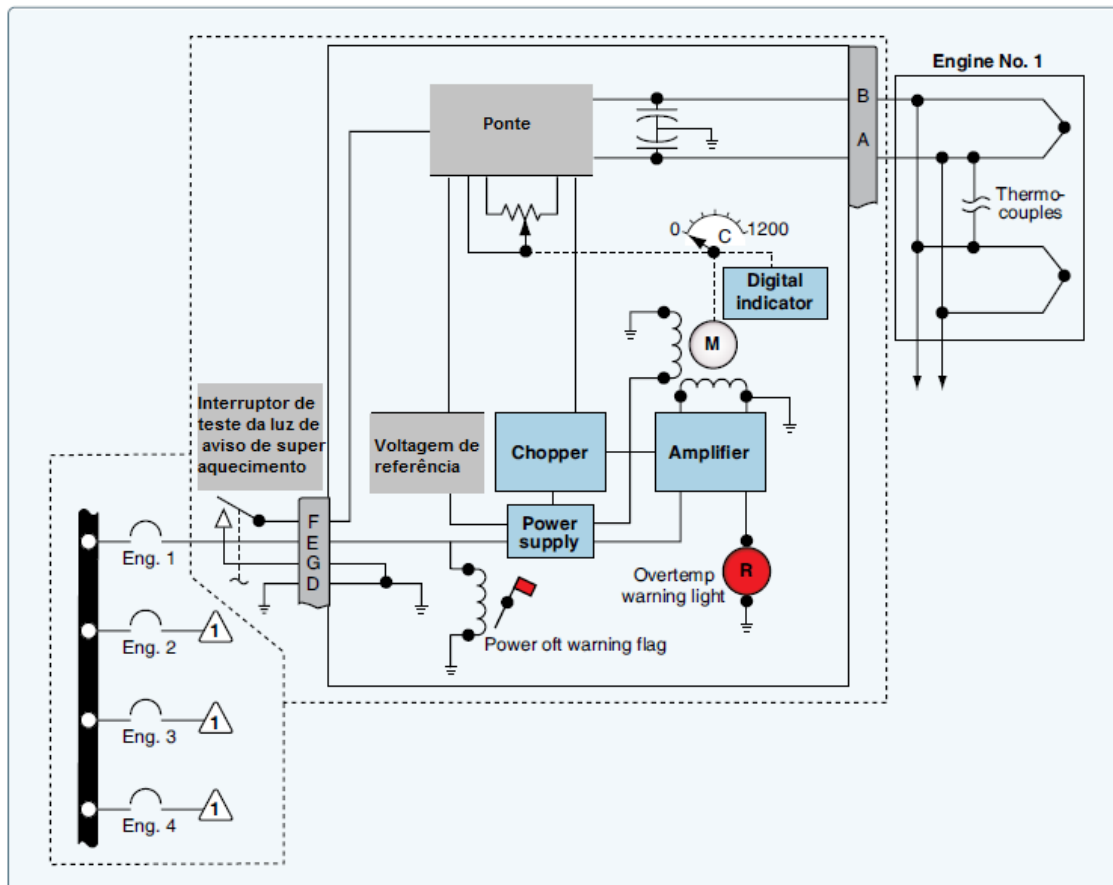 Engine No. 1
Ponte
B
A
Thermo-
couples
0
1200
C
Digital
indicator
M
Interruptor de
teste da luz de
aviso de super
aquecimento
Voltagem de
referência
Chopper
Amplifier
Power
supply
F
E
G
D
Eng. 1
R
Overtemp
warning light
Power oft warning flag
Eng. 2
1
Eng. 3
1
Eng. 4
1